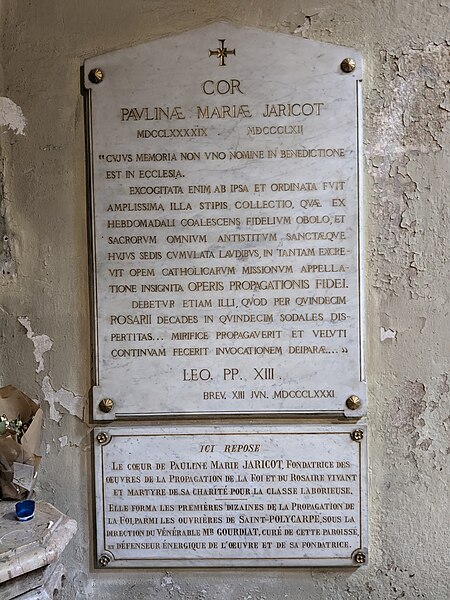 COR
PAVLINÆ MARIÆ JARICOT
MDCCLXXXXIX . MDCCCLXII
"CVJVS MEMORIA NON VNO NOMINE IN BENEDICTIONE
EST IN ECCLESIA.
EXCOGITATA ENIM AB IPSA ET ORDINATA FVIT
AMPLISSIMA ILLA STIPIS COLLECTIO, QVÆ EX
HEBDOMADALI COALESCENS FIDELIVM OBOLO, ET
SACRORVM OMNIVM ANTISTITVM SANCTÆQVE
HVJVS SEDIS CVMVLATA LAVDIBVS, IN TANTAM EXCRE-
VIT OPEM CATHOLICARVM MISSIONVM APPELLA-
TIONE INSIGNITA OPERIS PROPAGATIONIS FIDEI.
DEBETVR ETIAM ILLI, QVOD PER QVINDECIM
ROSARII DECADES IN QVINDECIM SODALES DIS-
PERTITAS... MIRIFICE PROPAGAVERIT ET VELVTI
CONTINVAM FECERIT INVOCATIONEM DEIPARÆ..."
LEO. PP. XIII.
BREV. XIII JVN. MDCCCLXXXI
ICI REPOSE
LE CŒUR DE PAULINE MARIE JARICOT, FONDATRICE DES
ŒUVRES DE LA PROPAGATION DE LA FOI ET DU ROSAIRE VIVANT
ET MARTYRE DE SA CHARITÉ POUR LA CLASSE LABORIEUSE.
ELLE FORMA LES PREMIÈRES DIZAINES DE LA PROPAGATION DE
LA FOI, PARMI LES OUVRIÈRES DE SAINT-POLYCARPE, SOUS LA
DIRECTION DU VÉNÉRABLE MR GOURDIAT, CURÉ DE CETTE PAROISSE,
ET DÉFENSEUR ÉNERGIQUE DE L'ŒUVRE ET DE SA FONDATRICE.